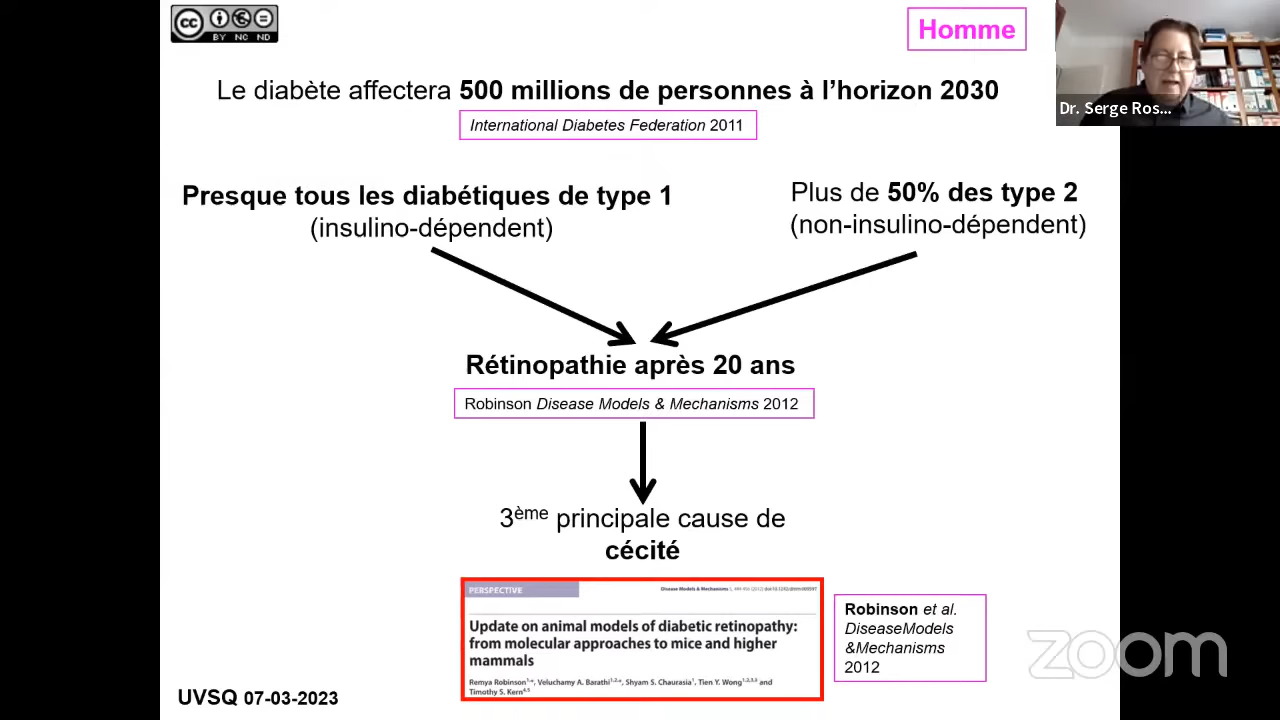 cc
BY NC ND
Homme
Dr. Serge Ros...
Le diabète affectera 500 millions de personnes à l’horizon 2030
International Diabetes Federation 2011
Presque tous les diabétiques de type 1
(insulino-dépendent)
Plus de 50% des type 2
(non-insulino-dépendent)
Rétinopathie après 20 ans
Robinson Disease Models & Mechanisms 2012
3ème principale cause de
cécité
PERSPECTIVE
Disease Models & Mechanisms
Update on animal models of diabetic retinopathy:
from molecular approaches to mice and higher
mammals
Remya Robinson, Veluchamy A. Barathi, Shyam S. Chaurasia, Tien Y. Wong and
Timothy S. Kern
Robinson et al.
DiseaseModels
&Mechanisms
2012
zoom
UVSQ 07-03-2023